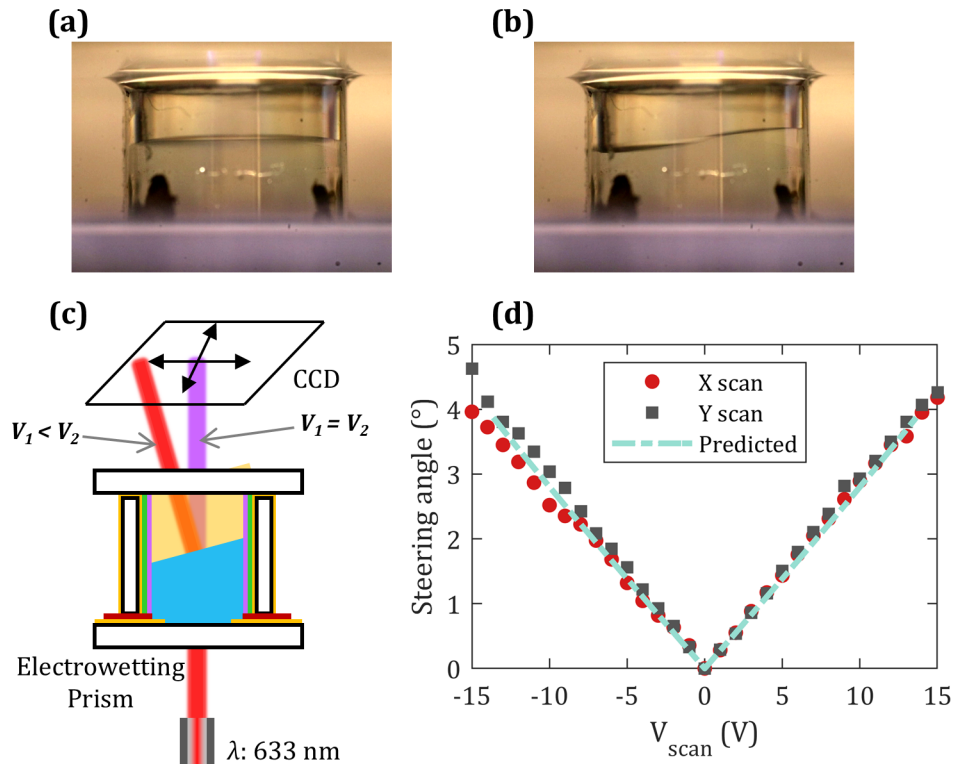 (a)
(b)
(c)
CCD
V₁ < V₂
V₁ = V₂
Electrowetting
Prism
λ: 633 nm
(d)
Steering angle (°)
5
4
3
2
1
0
X scan
Y scan
Predicted
-15 -10 -5 0 5 10 15
Vscan (V)